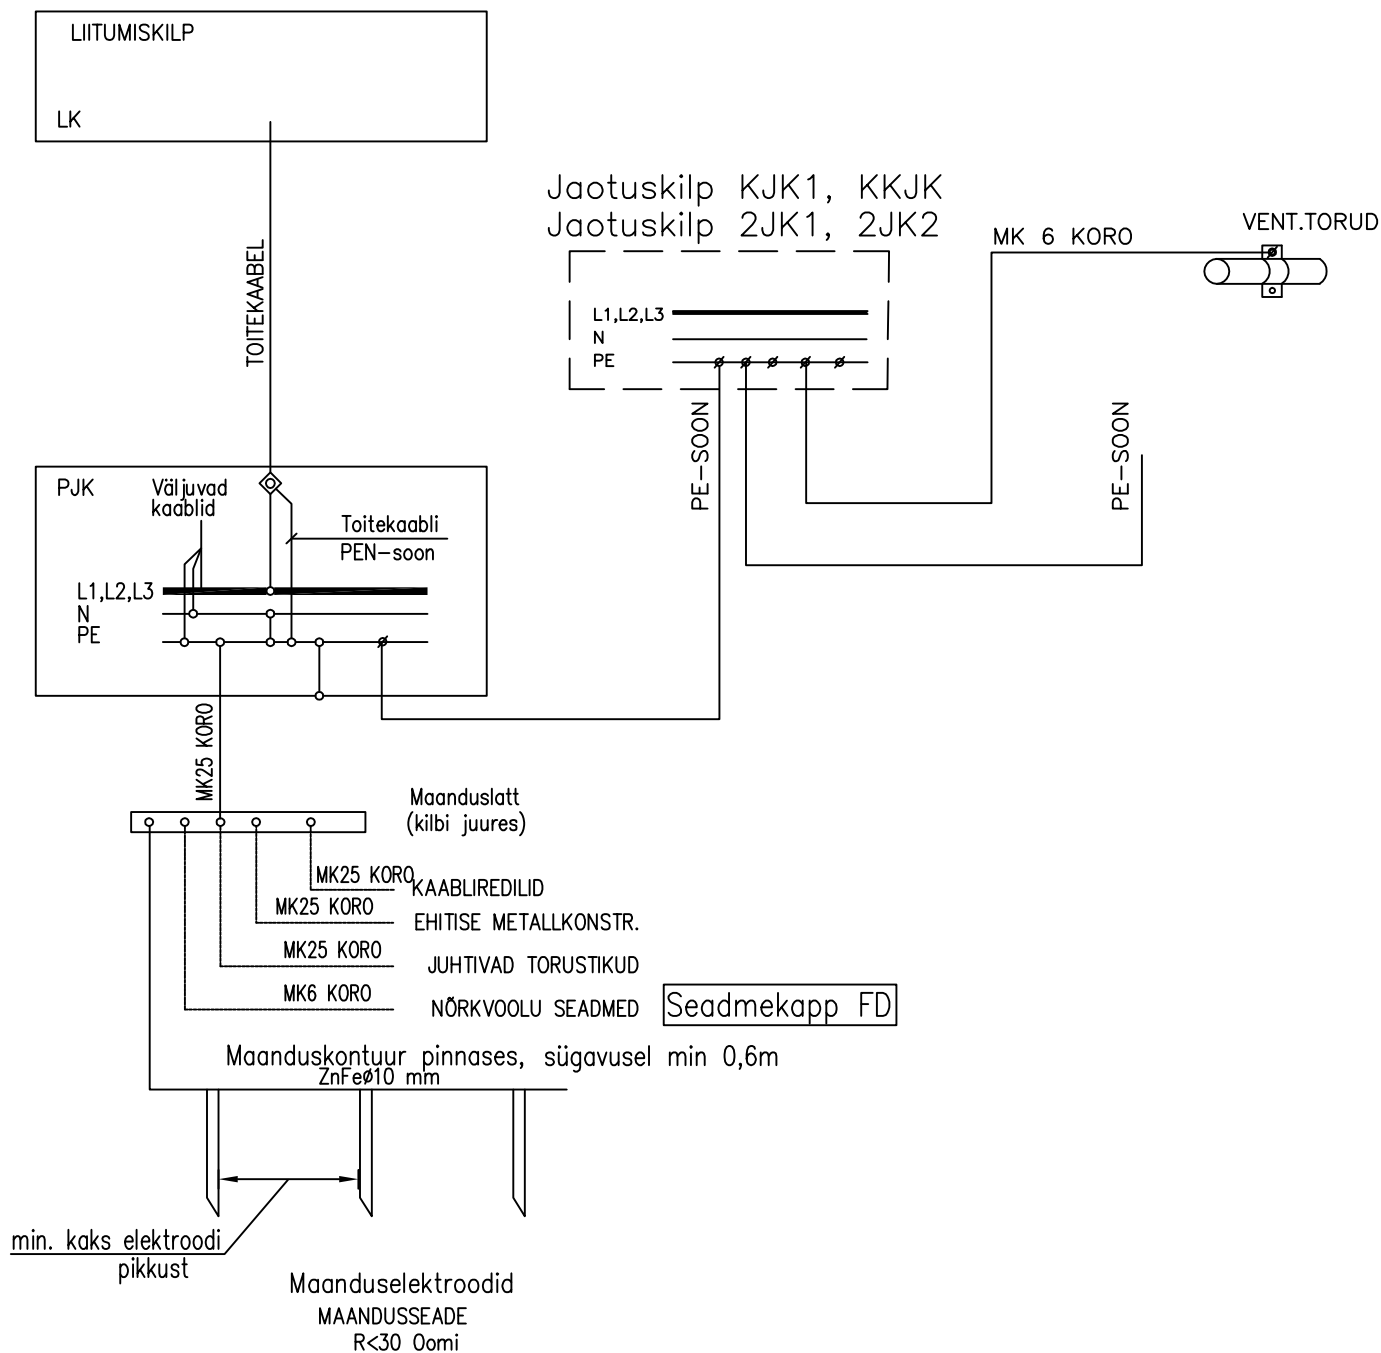 LIITUMISKILP
LK
TOITEKAABEL
Jaotuskilp KJK1, KKJK
Jaotuskilp 2JK1, 2JK2
L1,L2,L3
N
PE
MK 6 KORO
VENT.TORUD
PE-SOON
PE-SOON
PJK
Väljuvad
kaablid
Toitekaabli
PEN-soon
L1,L2,L3
N
PE
MK25 KORO
Maanduslatt
(kilbi juures)
MK25 KORO
KAABLIREDILID
MK25 KORO
EHITISE METALLKONSTR.
MK25 KORO
JUHTIVAD TORUSTIKUD
MK6 KORO
NÕRKVOOLU SEADMED
Seadmekapp FD
Maanduskontuur pinnases, sügavusel min 0,6m
ZnFeø10 mm
min. kaks elektroodi
pikkust
Maanduselektroodid
MAANDUSSEADE
R<30 Oomi